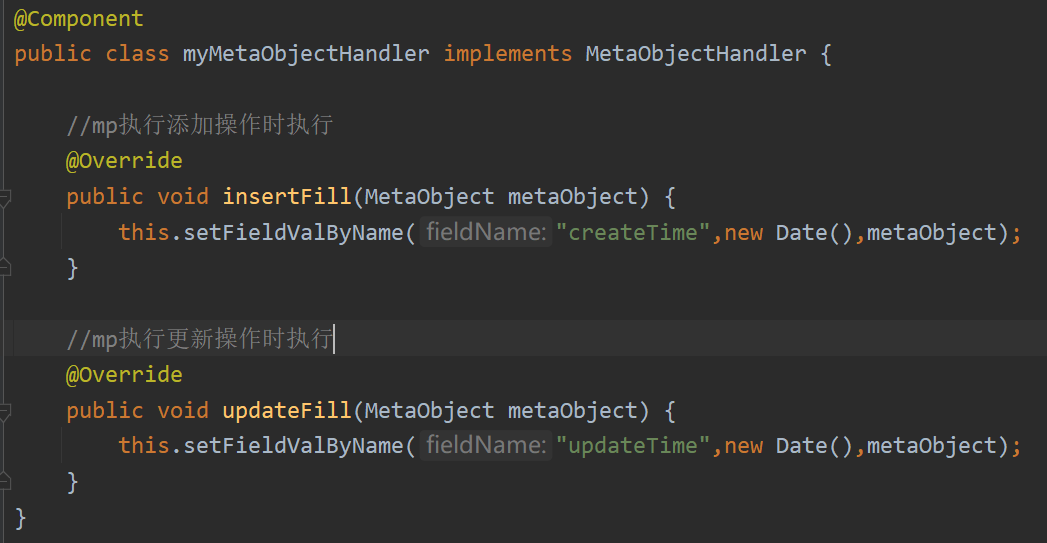 @Component
public class myMetaObjectHandler implements MetaObjectHandler {
//mp执行添加操作时执行
@Override
public void insertFill(MetaObject metaObject) {
this.setFieldValByName( fieldName: "createTime",new Date(),metaObject);
}
//mp执行更新操作时执行
@Override
public void updateFill(MetaObject metaObject) {
this.setFieldValByName( fieldName: "updateTime",new Date(),metaObject);
}
}